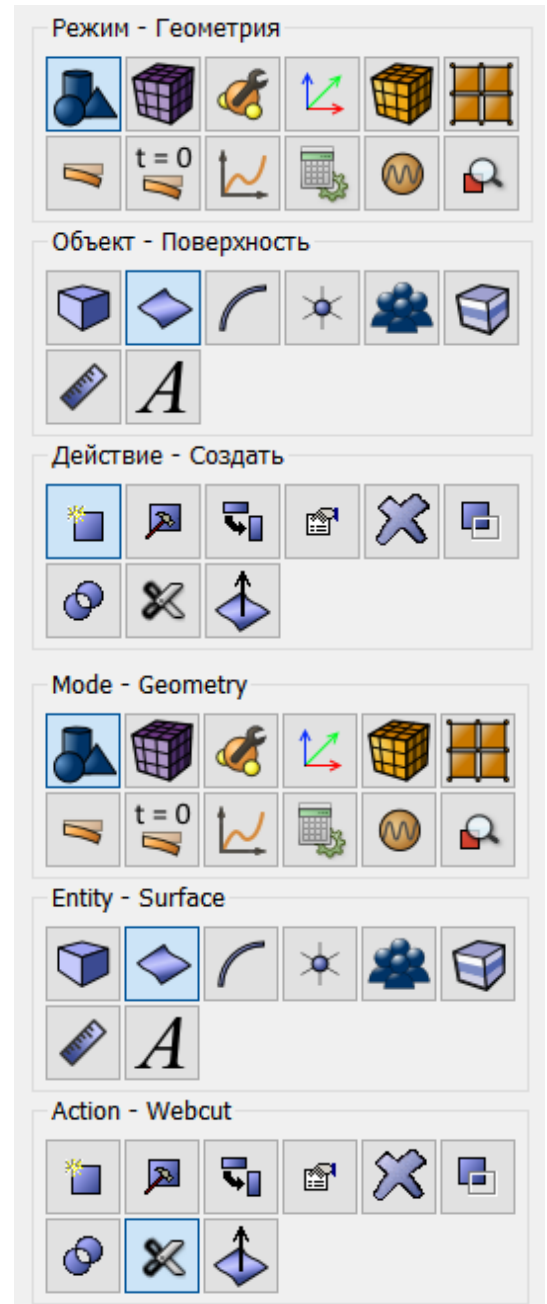 Режим - Геометрия
t = 0
Объект - Поверхность
A
Действие - Создать
Mode - Geometry
t = 0
Entity - Surface
A
Action - Webcut